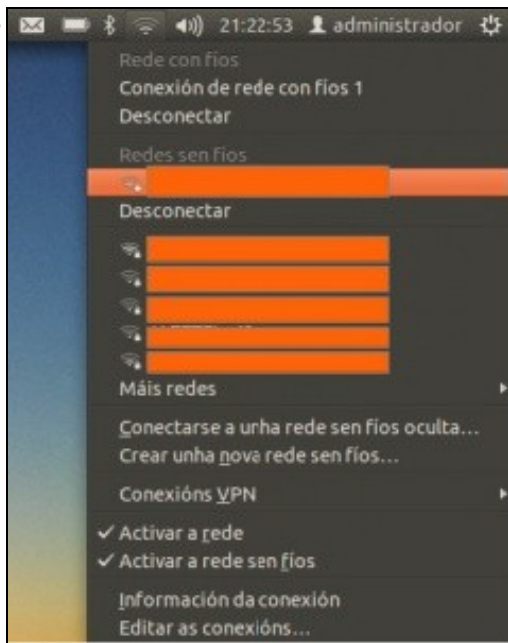 21:22:53 administrador
Rede con fíos
Conexión de rede con fíos 1
Desconectar
Redes sen fíos
Desconectar
Máis redes
Conectarse a unha rede sen fíos oculta...
Crear unha nova rede sen fíos...
Conexións VPN
Activar a rede
Activar a rede sen fíos
Información da conexión
Editar as conexións...